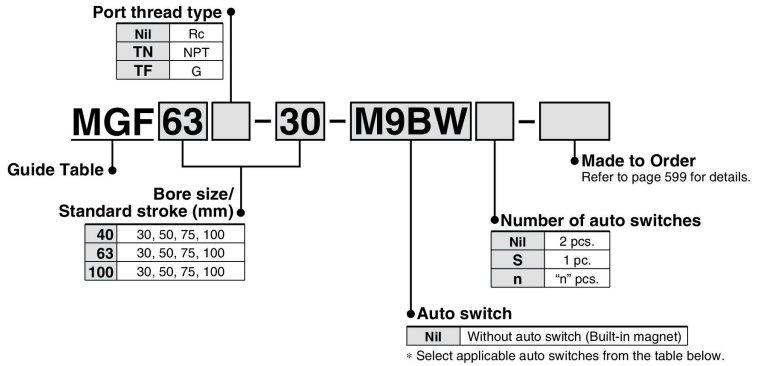 Port thread type
Nil Rc
TN NPT
TF G
MGF 63 – 30 – M9BW –
Guide Table
Made to Order
Refer to page 599 for details.
Bore size/
Standard stroke (mm)
40 30, 50, 75, 100
63 30, 50, 75, 100
100 30, 50, 75, 100
Number of auto switches
Nil 2 pcs.
S 1 pc.
n “n” pcs.
Auto switch
Nil Without auto switch (Built-in magnet)
∗ Select applicable auto switches from the table below.